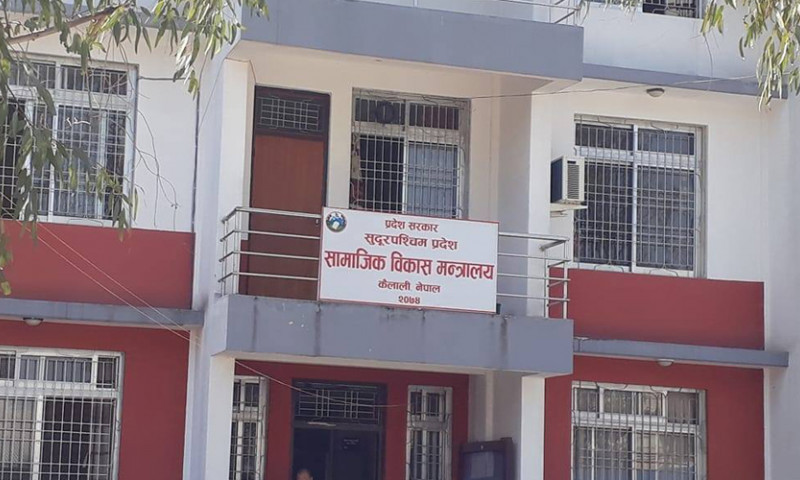 प्रदेश सरकार
सुदूरपश्चिम प्रदेश
सामाजिक विकास मन्त्रालय
कैलाली, नेपाल
२०७४